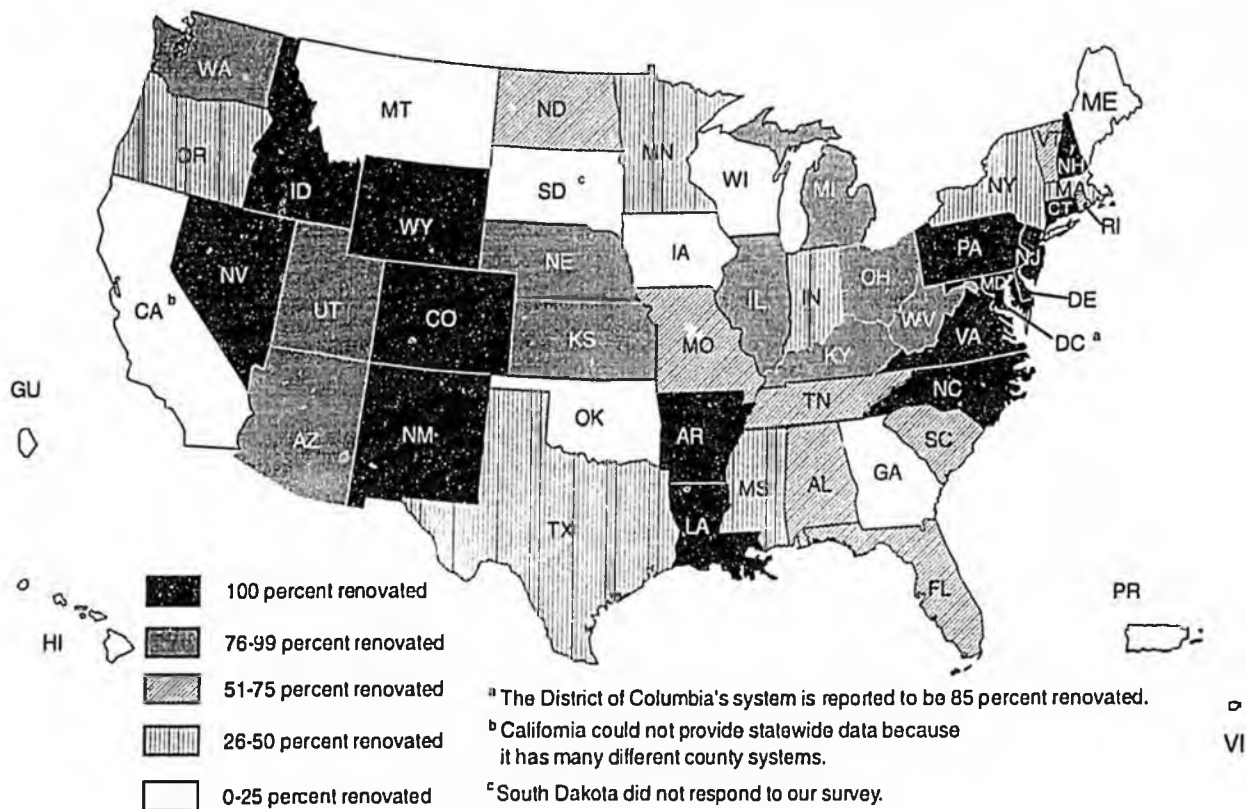 WA
MT
ND
MN
ME
OR
ID
SD c
WI
MI
VT
NH
NY
MA
CT
RI
WY
IA
PA
NJ
NV
NE
OH
IL
IN
MD
DE
CA b
UT
CO
WV
VA
DC a
KS
MO
KY
GU
NC
TN
AZ
NM
OK
AR
SC
MS
AL
GA
TX
LA
FL
HI
PR
VI
100 percent renovated
76-99 percent renovated
51-75 percent renovated
26-50 percent renovated
0-25 percent renovated
a The District of Columbia's system is reported to be 85 percent renovated.
b California could not provide statewide data because
it has many different county systems.
c South Dakota did not respond to our survey.